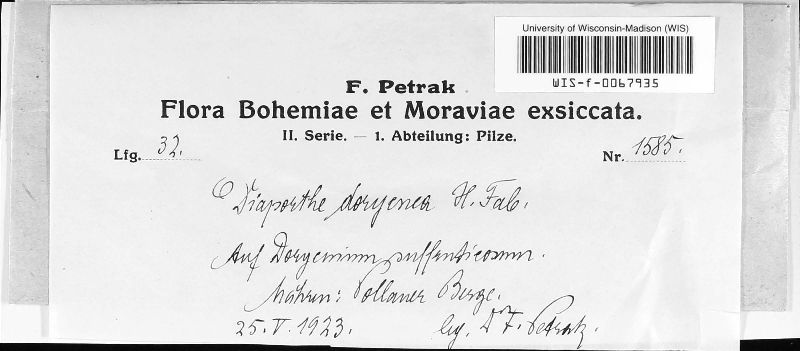 University of Wisconsin-Madison (WIS)
WIS-f-0067935
F. Petrak
Flora Bohemiae et Moraviae exsiccata.
II. Serie. — 1. Abteilung: Pilze.
Lfg. 32.
Nr. 1585.
Diaporthe dorycnea H. Fab.
Auf Dorycnium suffruticosum.
Mähren: Pollauer Berge.
25. V. 1923. leg. Dr F. Petrak.